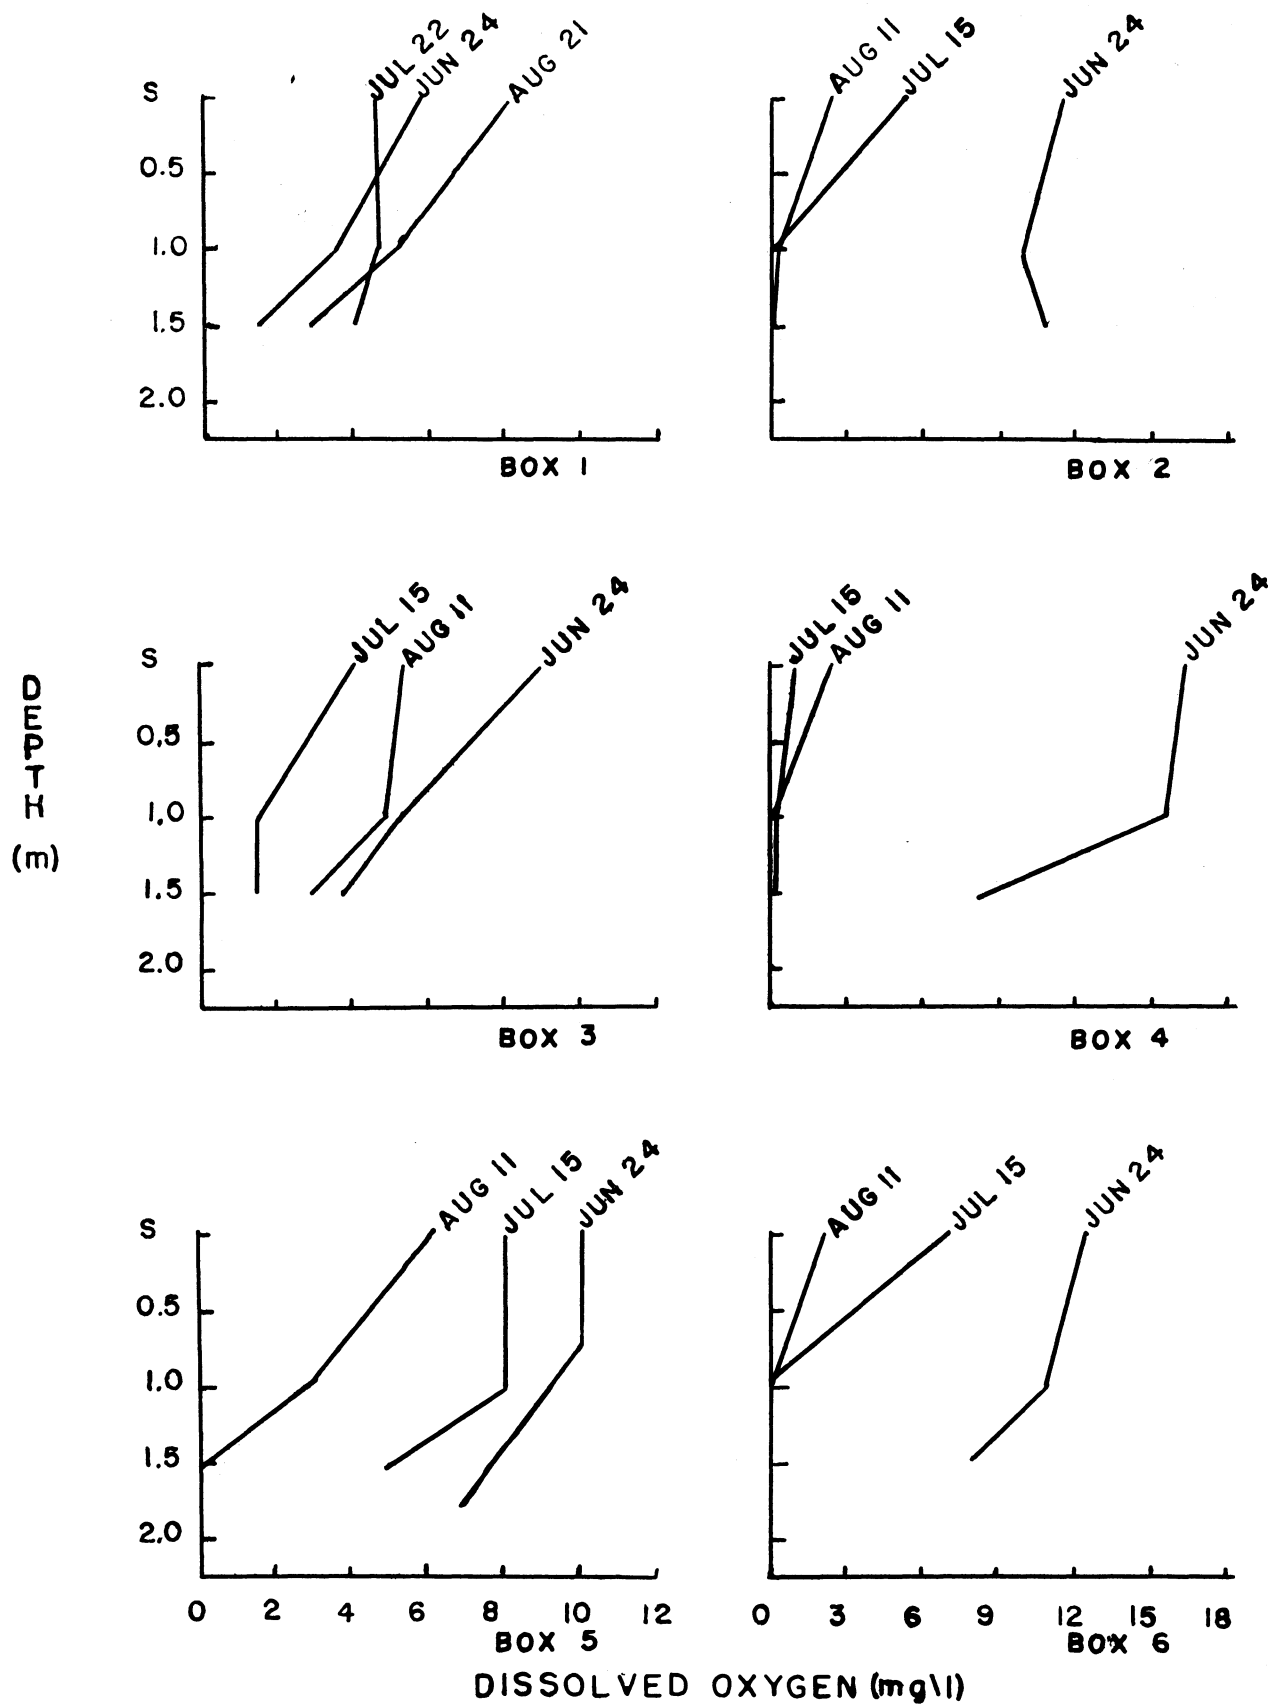 JUL 22 JUN 24 AUG 21
AUG 11 JUL 15 JUN 24
S
0.5
1.0
1.5
2.0
BOX 1
BOX 2
JUL 15 AUG 11 JUN 24
JUL 15 AUG 11 JUN 24
S
0.5
1.0
1.5
2.0
BOX 3
BOX 4
DEPTH
(m)
AUG 11 JUL 15 JUN 24
AUG 11 JUL 15 JUN 24
S
0.5
1.0
1.5
2.0
0 2 4 6 8 10 12
0 3 6 9 12 15 18
BOX 5
BOX 6
DISSOLVED OXYGEN (mg\l)